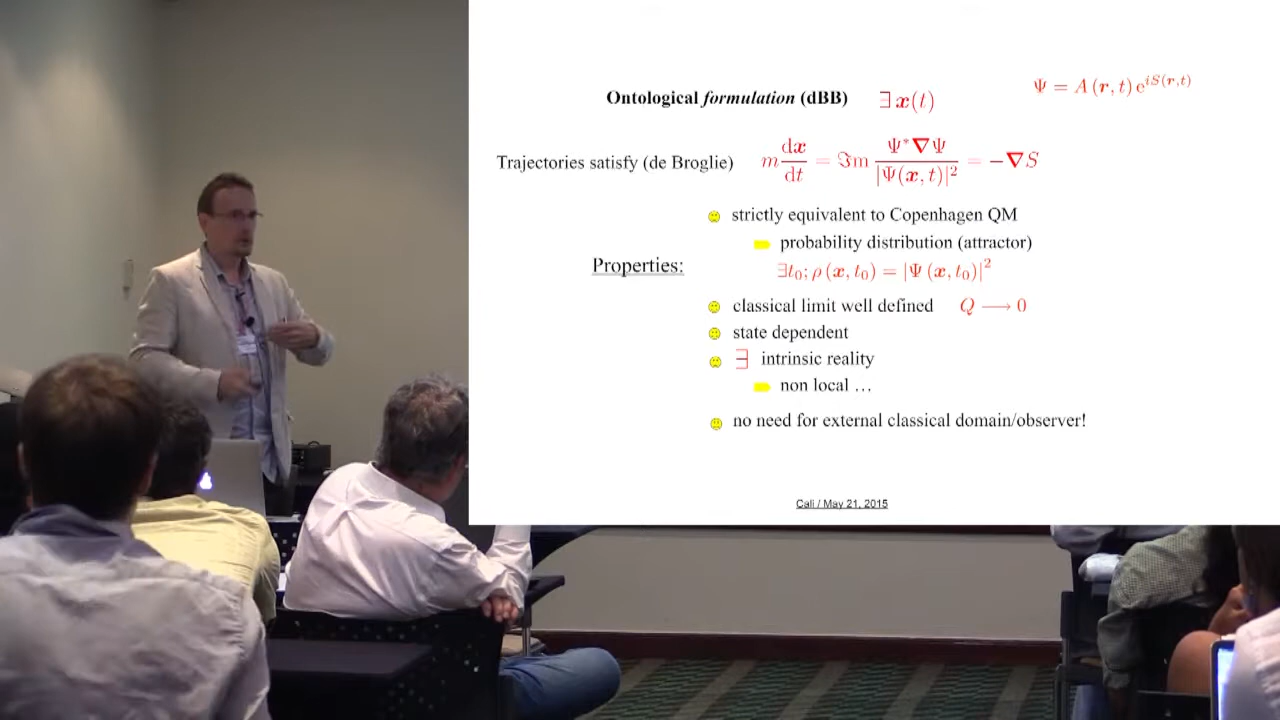 Ontological formulation (dBB) ∃ x(t)
Ψ = A (r, t) e^{iS(r,t)}
Trajectories satisfy (de Broglie) m dx/dt = ℑm Ψ*∇Ψ/|Ψ(x, t)|² = −∇S
strictly equivalent to Copenhagen QM
probability distribution (attractor)
Properties:
∃t₀; ρ (x, t₀) = |Ψ (x, t₀)|²
classical limit well defined Q ⟶ 0
state dependent
∃ intrinsic reality
non local ...
no need for external classical domain/observer!
Cali / May 21, 2015